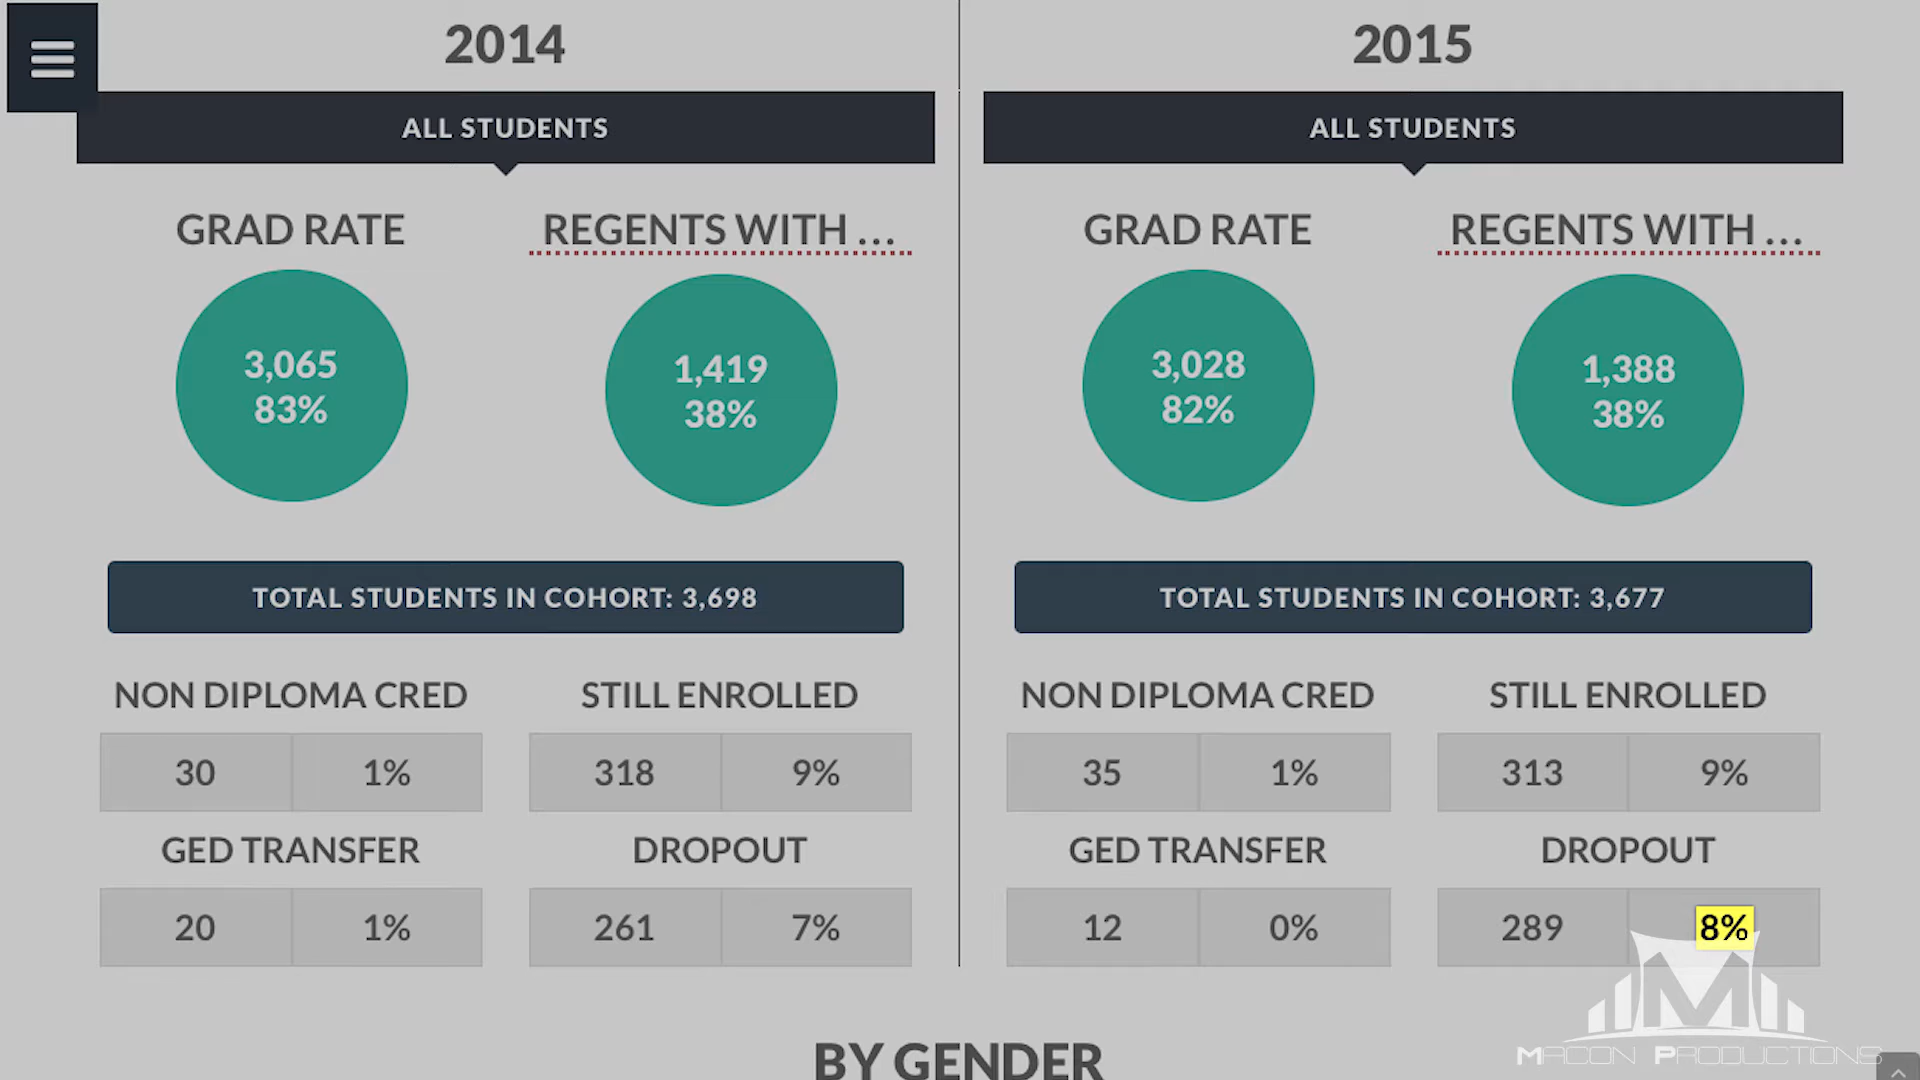 2014
ALL STUDENTS
GRAD RATE
REGENTS WITH ...
3,065
83%
1,419
38%
TOTAL STUDENTS IN COHORT: 3,698
NON DIPLOMA CRED
STILL ENROLLED
30
1%
318
9%
GED TRANSFER
DROPOUT
20
1%
261
7%
2015
ALL STUDENTS
GRAD RATE
REGENTS WITH ...
3,028
82%
1,388
38%
TOTAL STUDENTS IN COHORT: 3,677
NON DIPLOMA CRED
STILL ENROLLED
35
1%
313
9%
GED TRANSFER
DROPOUT
12
0%
289
8%
BY GENDER
MACON PRODUCTIONS